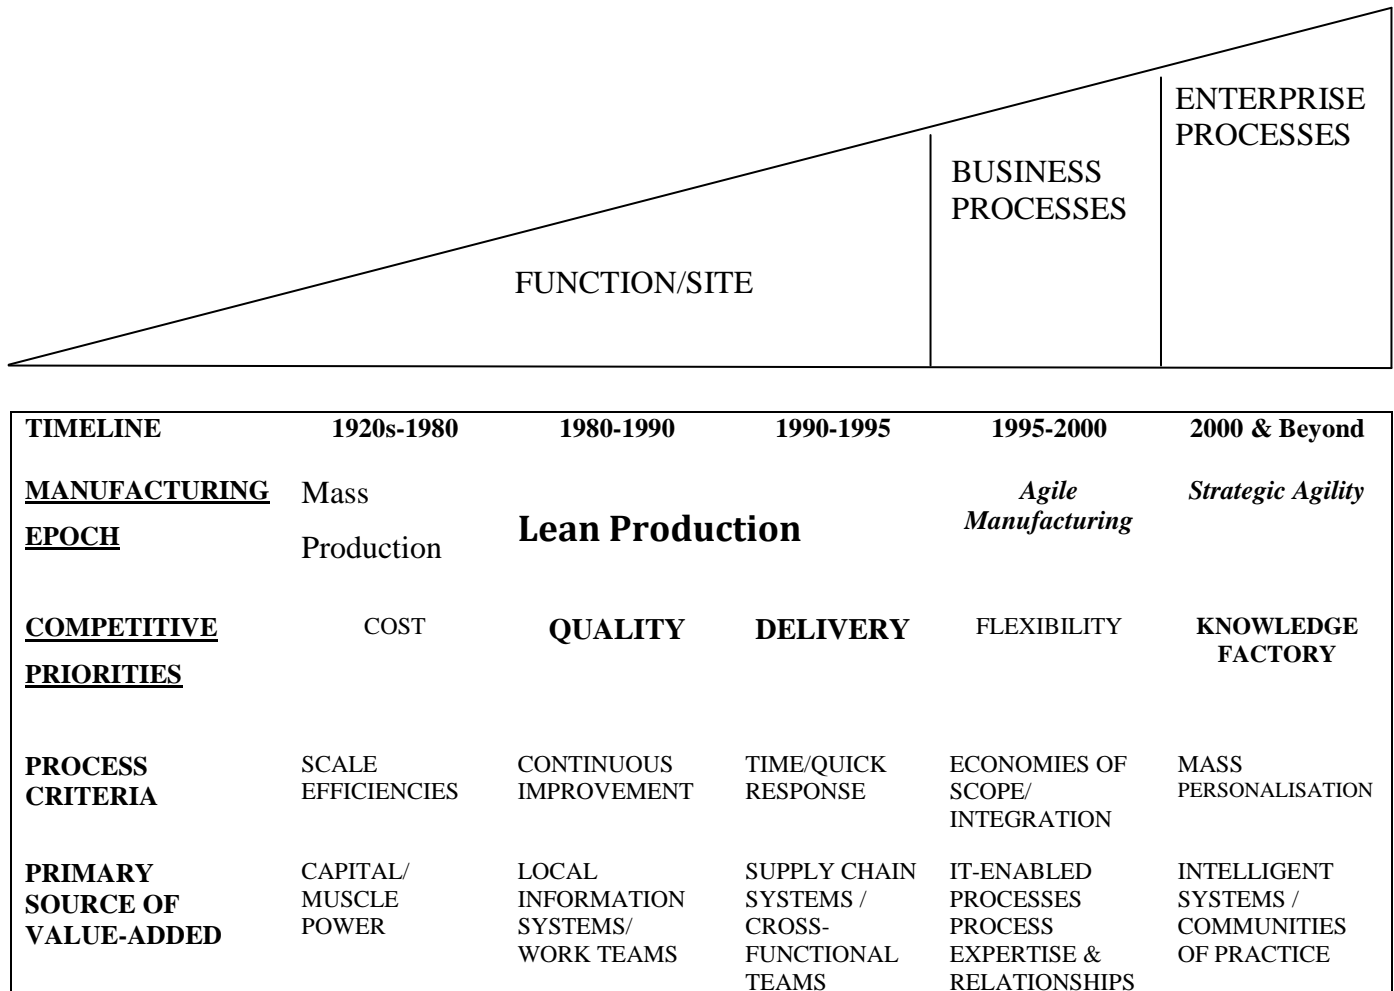 ENTERPRISE
PROCESSES
BUSINESS
PROCESSES
FUNCTION/SITE
TIMELINE 1920s-1980 1980-1990 1990-1995 1995-2000 2000 & Beyond
MANUFACTURING
EPOCH
Mass
Production
Lean Production
Agile
Manufacturing
Strategic Agility
COMPETITIVE
PRIORITIES
COST
QUALITY
DELIVERY
FLEXIBILITY
KNOWLEDGE
FACTORY
PROCESS
CRITERIA
SCALE
EFFICIENCIES
CONTINUOUS
IMPROVEMENT
TIME/QUICK
RESPONSE
ECONOMIES OF
SCOPE/
INTEGRATION
MASS
PERSONALISATION
PRIMARY
SOURCE OF
VALUE-ADDED
CAPITAL/
MUSCLE
POWER
LOCAL
INFORMATION
SYSTEMS/
WORK TEAMS
SUPPLY CHAIN
SYSTEMS /
CROSS-
FUNCTIONAL
TEAMS
IT-ENABLED
PROCESSES
PROCESS
EXPERTISE &
RELATIONSHIPS
INTELLIGENT
SYSTEMS /
COMMUNITIES
OF PRACTICE